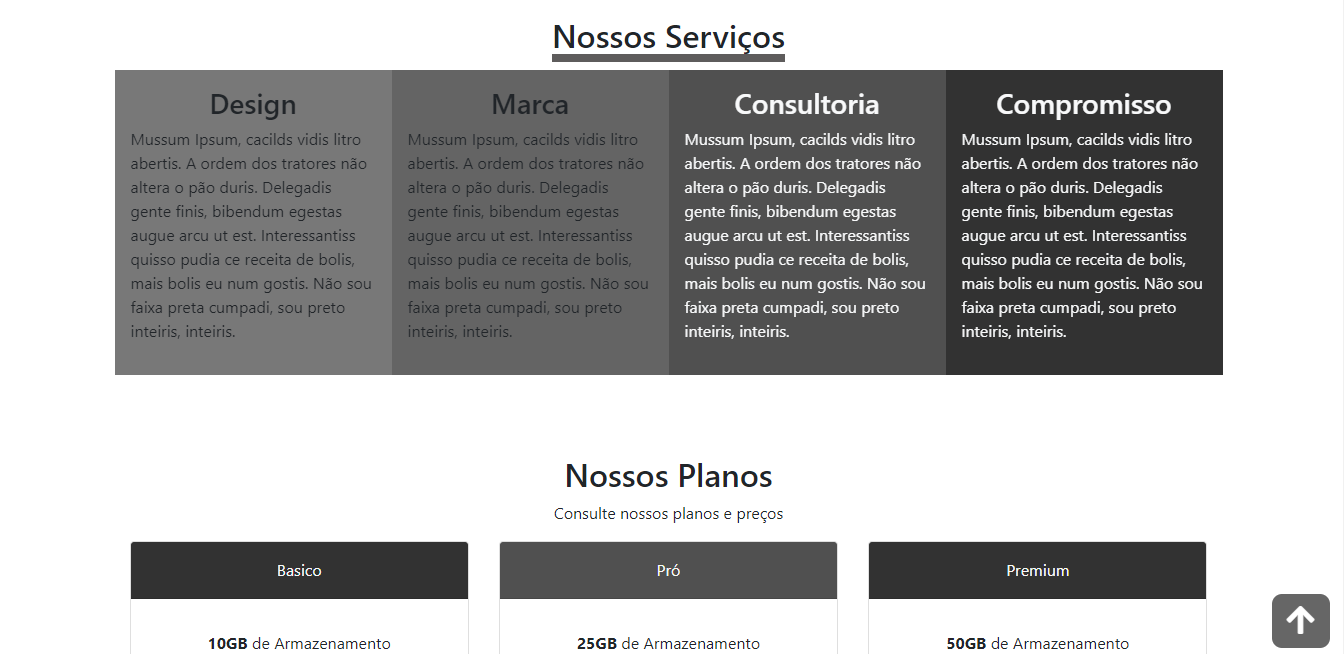 Nossos Serviços
Design
Mussum Ipsum, cacilds vidis litro
abertis. A ordem dos tratores não
altera o pão duris. Delegadis
gente finis, bibendum egestas
augue arcu ut est. Interessantiss
quisso pudia ce receita de bolis,
mais bolis eu num gostis. Não sou
faixa preta cumpadi, sou preto
inteiris, inteiris.
Marca
Mussum Ipsum, cacilds vidis litro
abertis. A ordem dos tratores não
altera o pão duris. Delegadis
gente finis, bibendum egestas
augue arcu ut est. Interessantiss
quisso pudia ce receita de bolis,
mais bolis eu num gostis. Não sou
faixa preta cumpadi, sou preto
inteiris, inteiris.
Consultoria
Mussum Ipsum, cacilds vidis litro
abertis. A ordem dos tratores não
altera o pão duris. Delegadis
gente finis, bibendum egestas
augue arcu ut est. Interessantiss
quisso pudia ce receita de bolis,
mais bolis eu num gostis. Não sou
faixa preta cumpadi, sou preto
inteiris, inteiris.
Compromisso
Mussum Ipsum, cacilds vidis litro
abertis. A ordem dos tratores não
altera o pão duris. Delegadis
gente finis, bibendum egestas
augue arcu ut est. Interessantiss
quisso pudia ce receita de bolis,
mais bolis eu num gostis. Não sou
faixa preta cumpadi, sou preto
inteiris, inteiris.
Nossos Planos
Consulte nossos planos e preços
Basico
10GB de Armazenamento
Pró
25GB de Armazenamento
Premium
50GB de Armazenamento